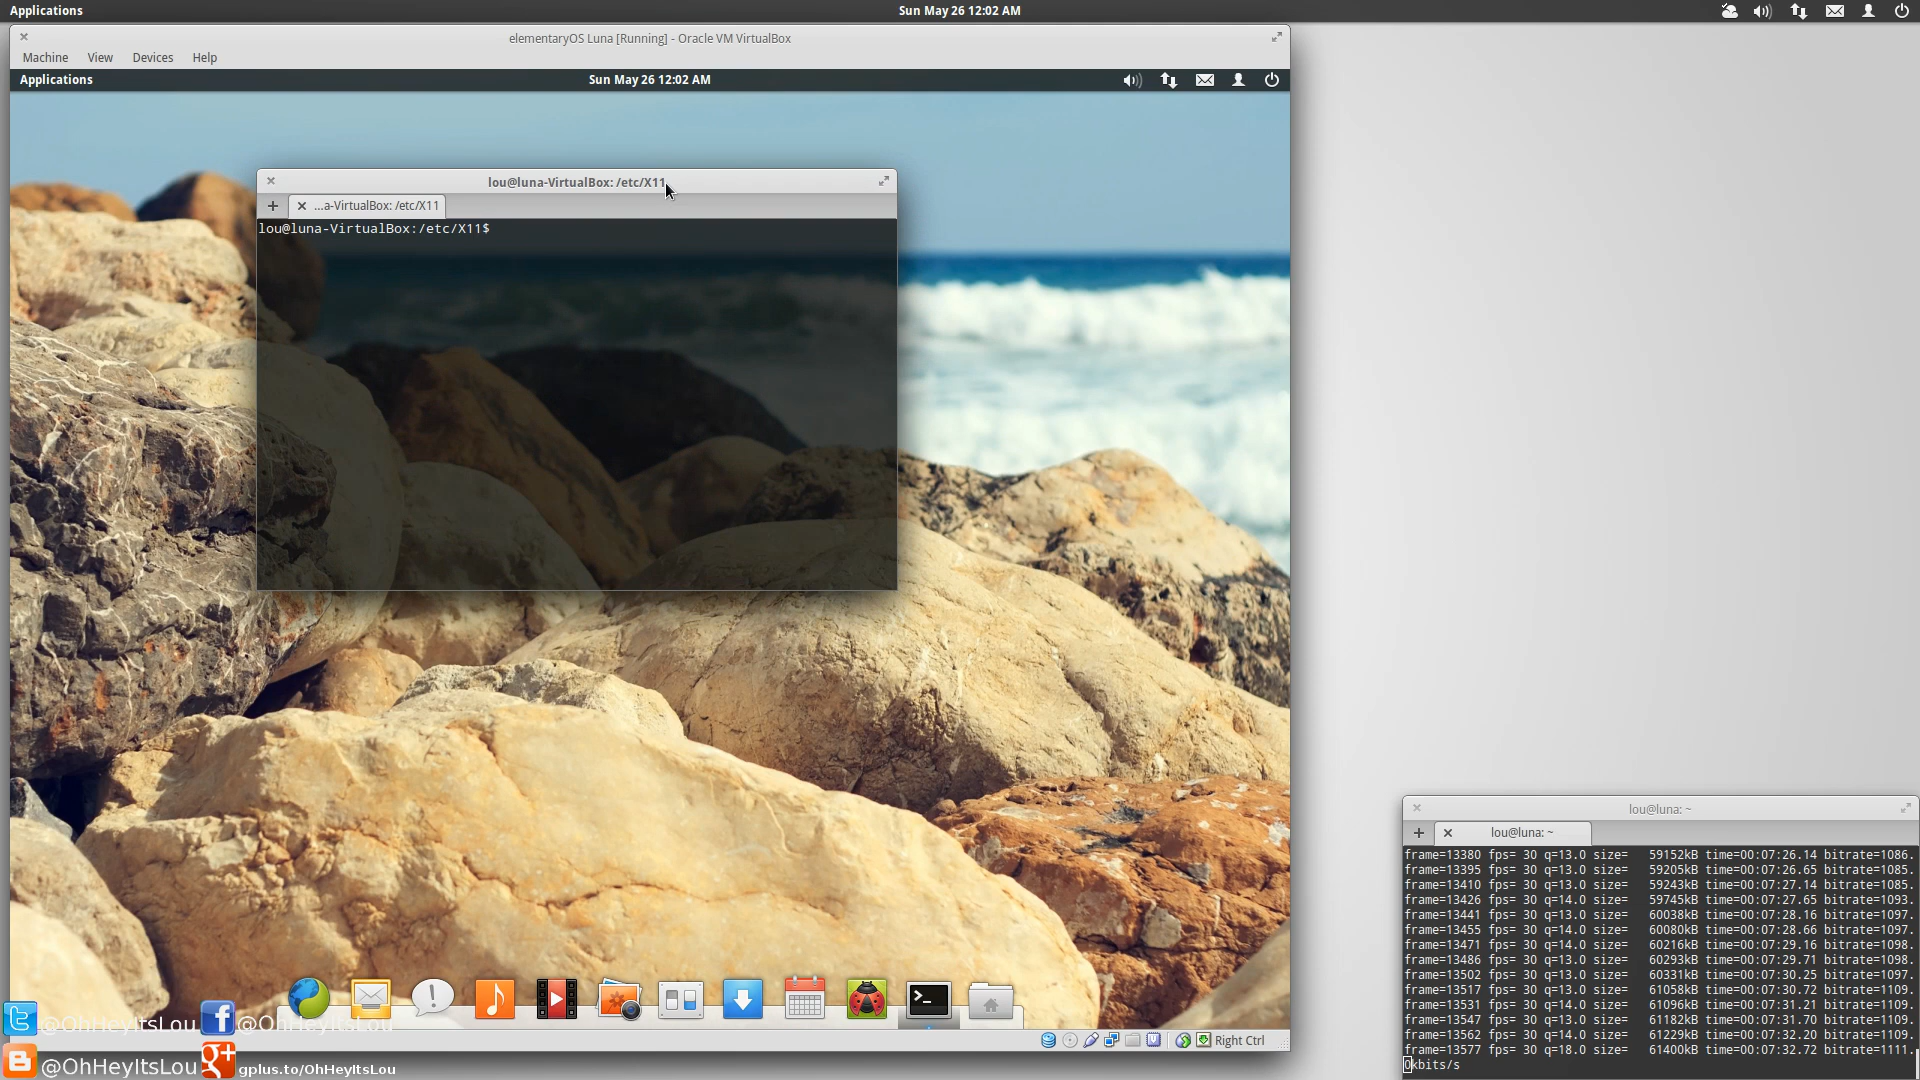 Applications
Sun May 26 12:02 AM
elementaryOS Luna [Running] - Oracle VM VirtualBox
Machine View Devices Help
Applications
Sun May 26 12:02 AM
lou@luna-VirtualBox: /etc/X11
...a-VirtualBox: /etc/X11
lou@luna-VirtualBox:/etc/X11$
Right Ctrl
@OhHeyItsLou
@OhHeyItsLou
@OhHeyItsLou
gplus.to/OhHeyItsLou
lou@luna: ~
lou@luna: ~
frame=13380 fps= 30 q=13.0 size=   59152kB time=00:07:26.14 bitrate=1086.
frame=13395 fps= 30 q=13.0 size=   59205kB time=00:07:26.65 bitrate=1085.
frame=13410 fps= 30 q=13.0 size=   59243kB time=00:07:27.14 bitrate=1085.
frame=13426 fps= 30 q=14.0 size=   59745kB time=00:07:27.65 bitrate=1093.
frame=13441 fps= 30 q=13.0 size=   60038kB time=00:07:28.16 bitrate=1097.
frame=13455 fps= 30 q=14.0 size=   60080kB time=00:07:28.66 bitrate=1097.
frame=13471 fps= 30 q=14.0 size=   60216kB time=00:07:29.16 bitrate=1098.
frame=13486 fps= 30 q=13.0 size=   60293kB time=00:07:29.71 bitrate=1098.
frame=13502 fps= 30 q=13.0 size=   60331kB time=00:07:30.25 bitrate=1097.
frame=13517 fps= 30 q=13.0 size=   61058kB time=00:07:30.72 bitrate=1109.
frame=13531 fps= 30 q=14.0 size=   61096kB time=00:07:31.21 bitrate=1109.
frame=13547 fps= 30 q=13.0 size=   61182kB time=00:07:31.70 bitrate=1109.
frame=13562 fps= 30 q=14.0 size=   61229kB time=00:07:32.20 bitrate=1109.
frame=13577 fps= 30 q=18.0 size=   61400kB time=00:07:32.72 bitrate=1111.
0kbits/s